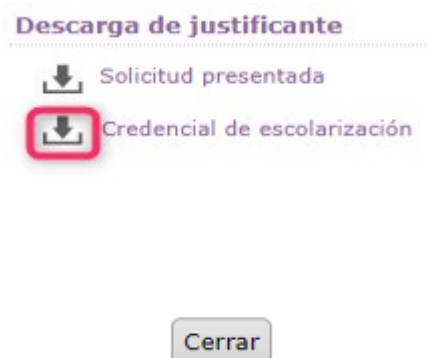 Descarga de justificante
Solicitud presentada
Credencial de escolarización
Cerrar